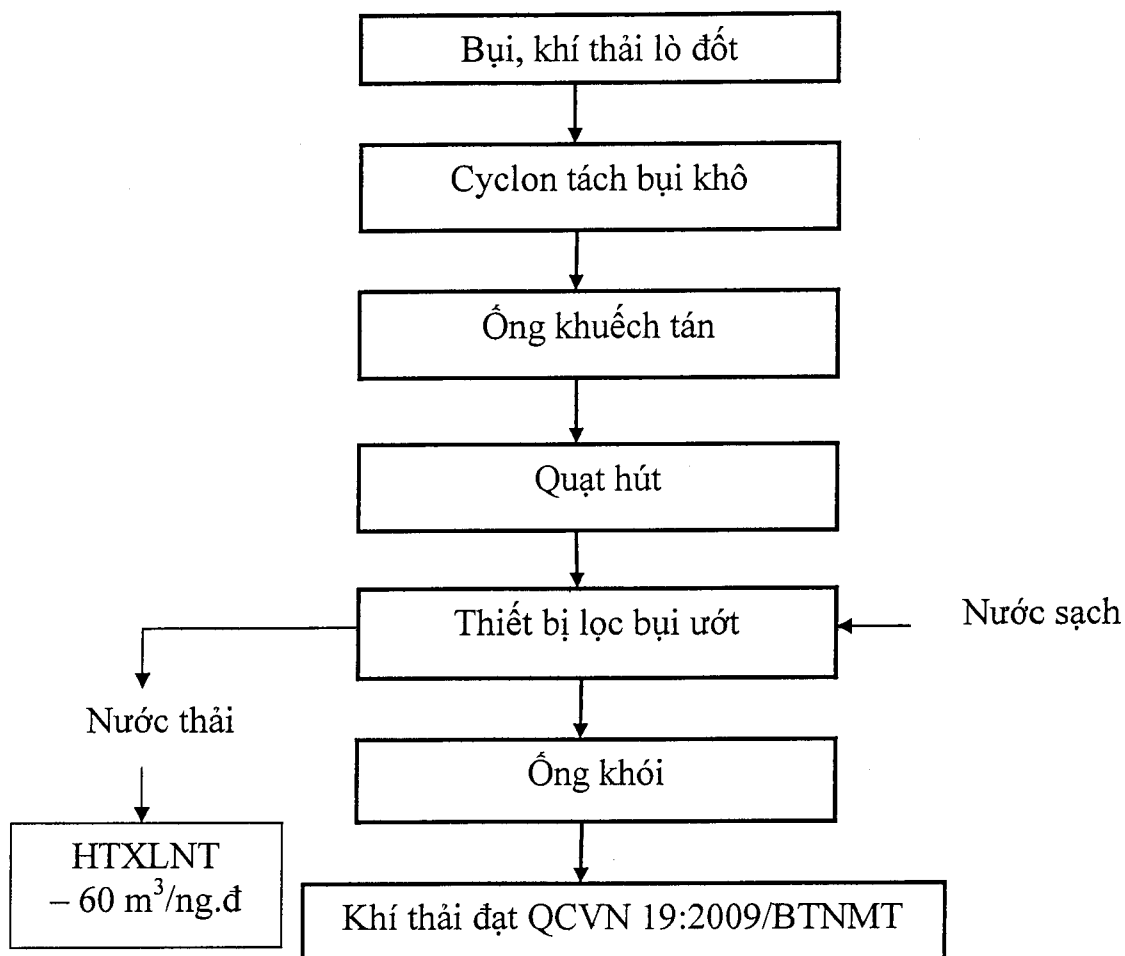 Bụi, khí thải lò đốt
Cyclon tách bụi khô
Ống khuếch tán
Quạt hút
Thiết bị lọc bụi ướt
Nước sạch
Nước thải
Ống khói
HTXLNT
– 60 m³/ng.đ
Khí thải đạt QCVN 19:2009/BTNMT